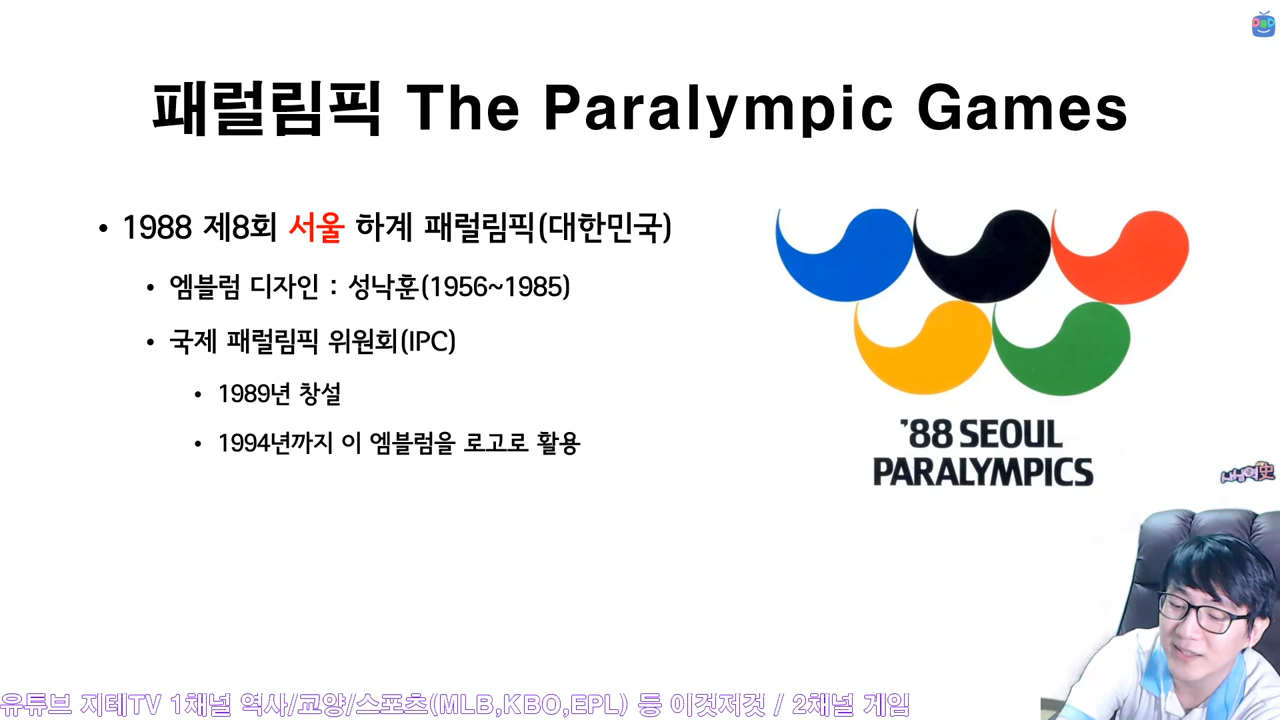 패럴림픽 The Paralympic Games
• 1988 제8회 서울 하계 패럴림픽(대한민국)
• 엠블럼 디자인 : 성낙훈(1956~1985)
• 국제 패럴림픽 위원회(IPC)
• 1989년 창설
• 1994년까지 이 엠블럼을 로고로 활용
'88 SEOUL
PARALYMPICS
유튜브 지테TV 1채널 역사/교양/스포츠(MLB,KBO,EPL) 등 이것저것 / 2채널 게임